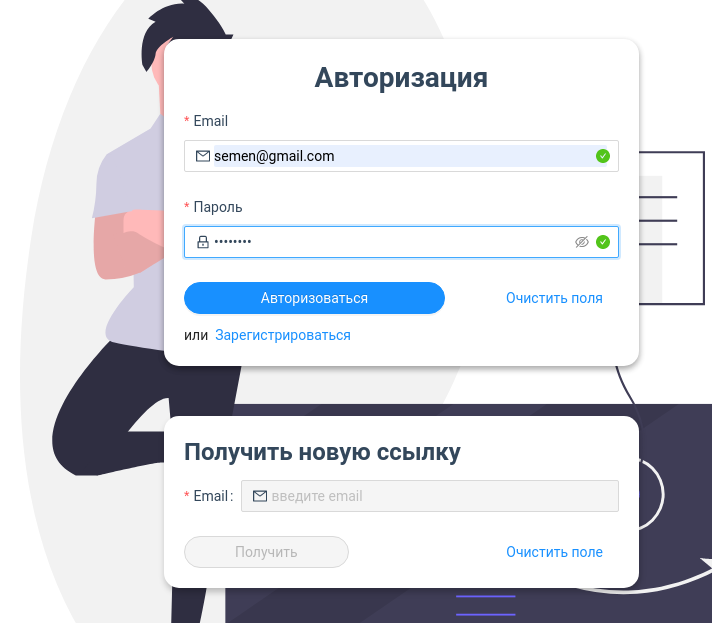 Авторизация
* Email
semen@gmail.com
* Пароль
••••••••
Авторизоваться Очистить поля
или Зарегистрироваться
Получить новую ссылку
* Email: введите email
Получить Очистить поле